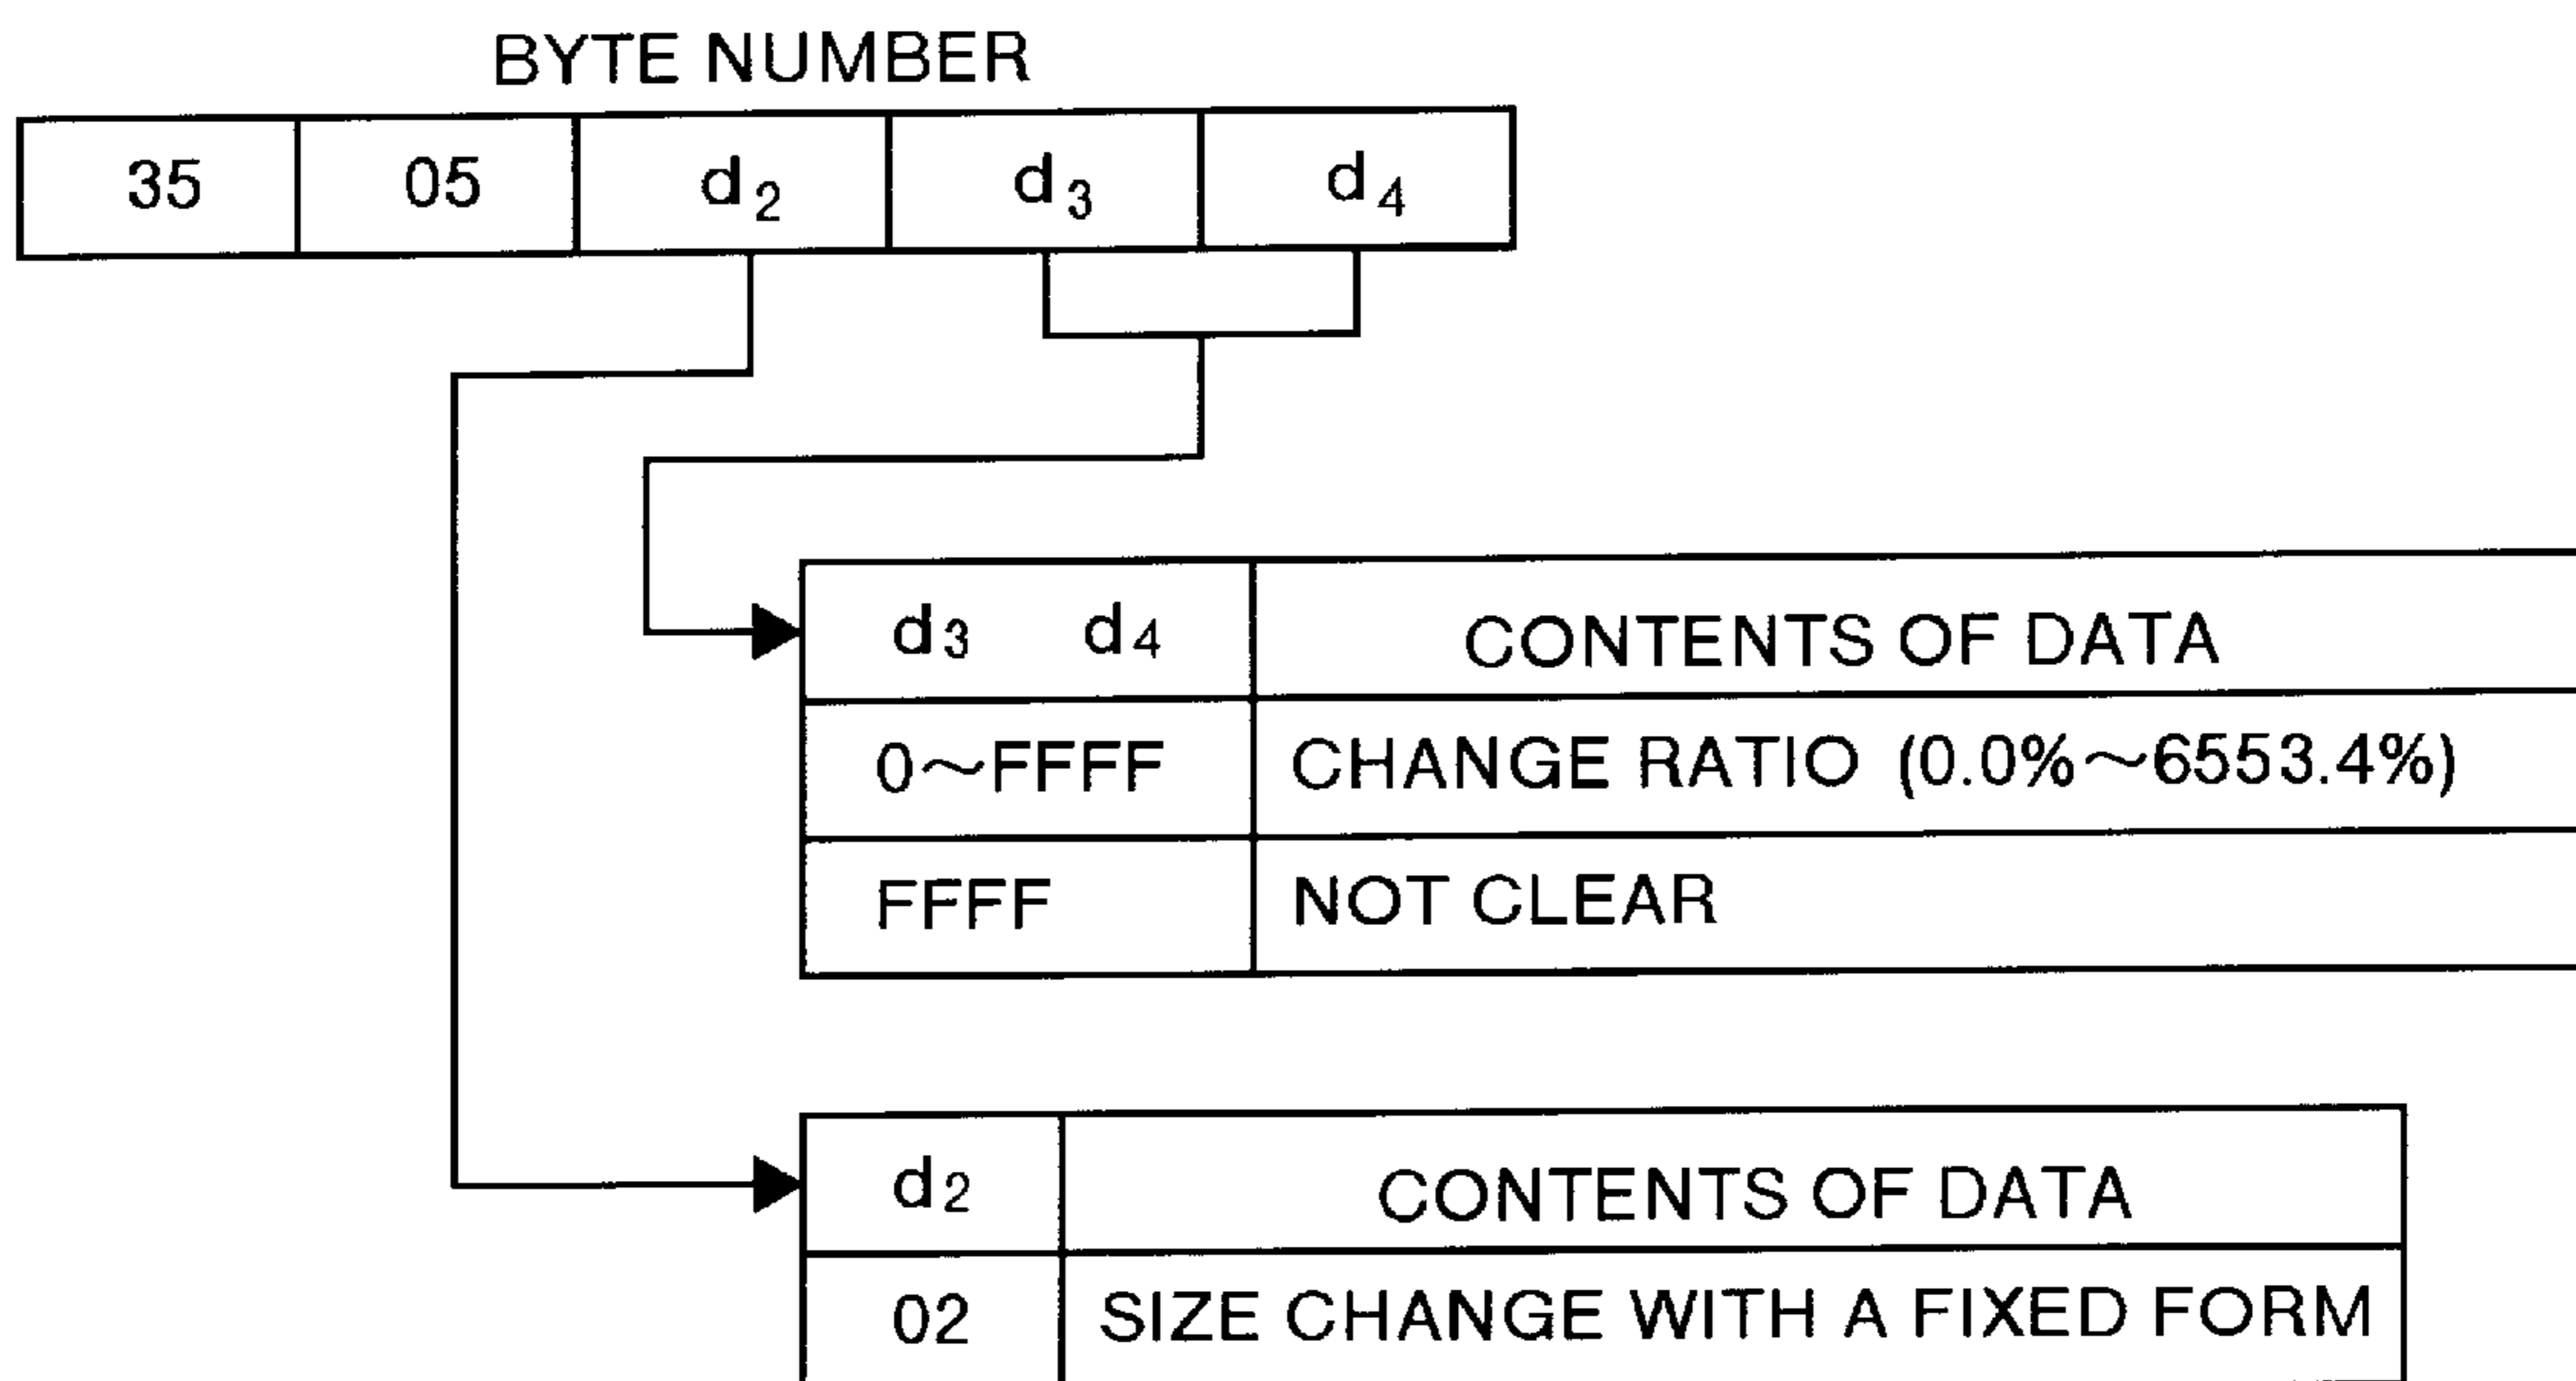 BYTE NUMBER
35 05 d₂ d₃ d₄
d₃ d₄ CONTENTS OF DATA
0～FFFF CHANGE RATIO (0.0%～6553.4%)
FFFF NOT CLEAR
d₂ CONTENTS OF DATA
02 SIZE CHANGE WITH A FIXED FORM